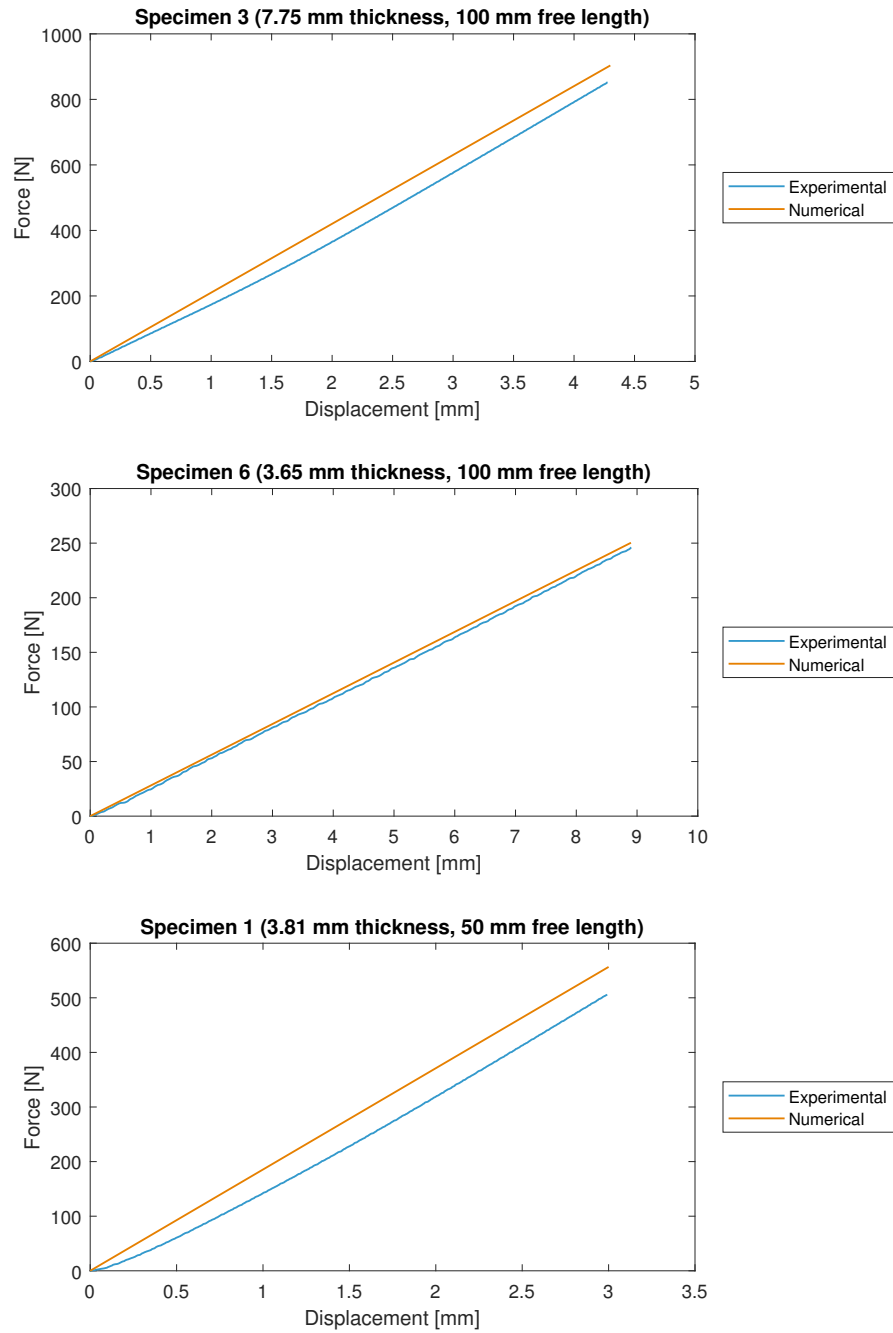 Specimen 3 (7.75 mm thickness, 100 mm free length)
1000
800
600
400
200
0
Force [N]
0 0.5 1 1.5 2 2.5 3 3.5 4 4.5 5
Displacement [mm]
Experimental
Numerical
Specimen 6 (3.65 mm thickness, 100 mm free length)
300
250
200
150
100
50
0
Force [N]
0 1 2 3 4 5 6 7 8 9 10
Displacement [mm]
Experimental
Numerical
Specimen 1 (3.81 mm thickness, 50 mm free length)
600
500
400
300
200
100
0
Force [N]
0 0.5 1 1.5 2 2.5 3 3.5
Displacement [mm]
Experimental
Numerical